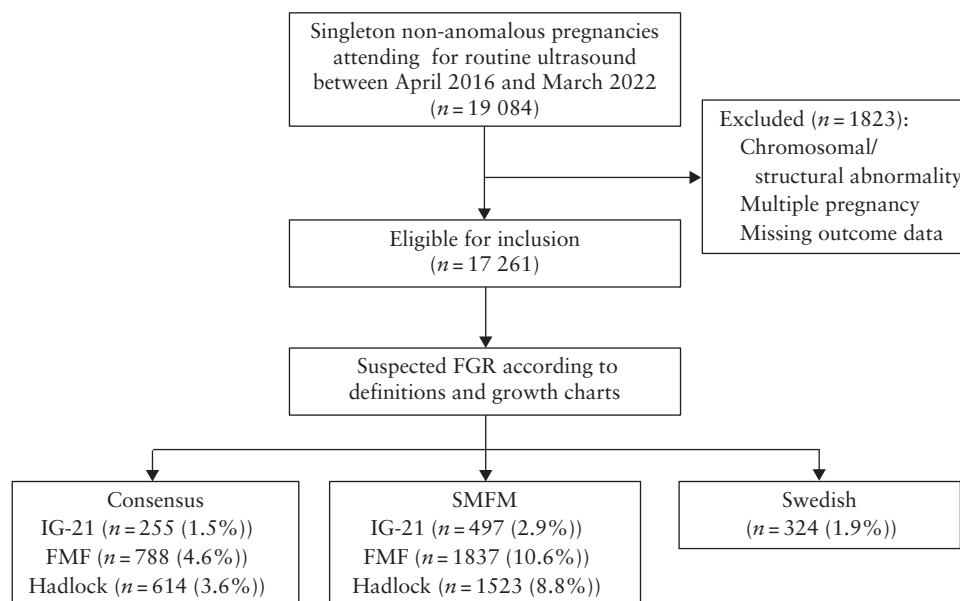 Singleton non-anomalous pregnancies
attending for routine ultrasound
between April 2016 and March 2022
(n = 19 084)
Excluded (n = 1823):
Chromosomal/
structural abnormality
Multiple pregnancy
Missing outcome data
Eligible for inclusion
(n = 17 261)
Suspected FGR according to
definitions and growth charts
Consensus
IG-21 (n = 255 (1.5%))
FMF (n = 788 (4.6%))
Hadlock (n = 614 (3.6%))
SMFM
IG-21 (n = 497 (2.9%))
FMF (n = 1837 (10.6%))
Hadlock (n = 1523 (8.8%))
Swedish
(n = 324 (1.9%))